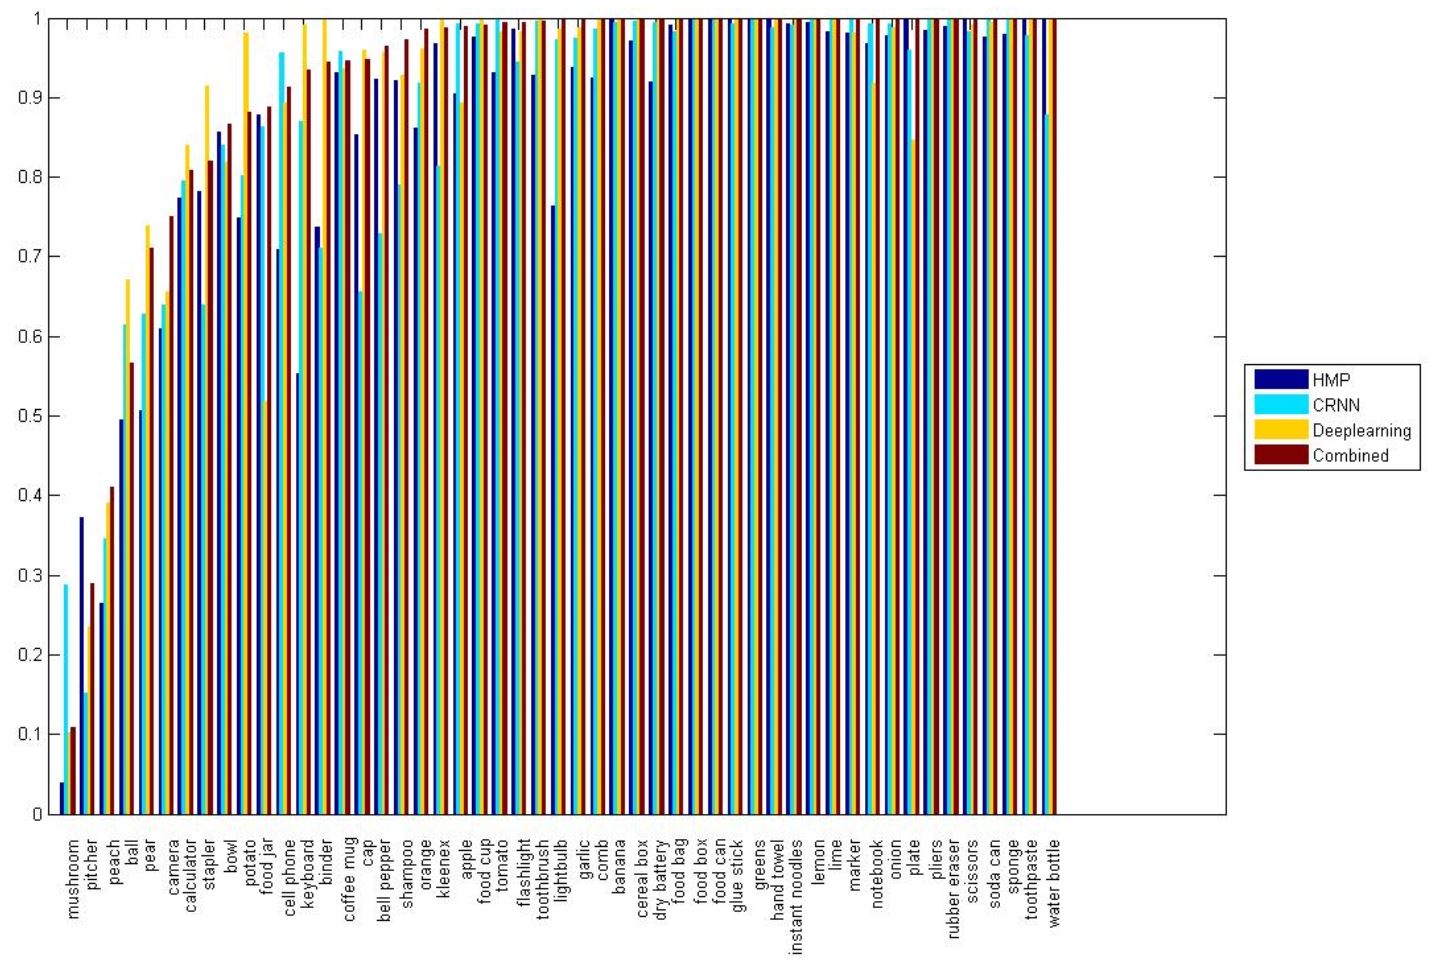 1
0.9
0.8
0.7
0.6
0.5
0.4
0.3
0.2
0.1
0
mushroom
pitcher
peach
ball
pear
camera
calculator
stapler
bowl
potato
food jar
cell phone
keyboard
binder
coffee mug
cap
bell pepper
shampoo
orange
kleenex
apple
food cup
tomato
flashlight
toothbrush
lightbulb
garlic
comb
banana
cereal box
dry battery
food bag
food box
food can
glue stick
greens
hand towel
instant noodles
lemon
lime
marker
notebook
onion
plate
pliers
rubber eraser
scissors
soda can
sponge
toothpaste
water bottle
HMP
CRNN
Deeplearning
Combined